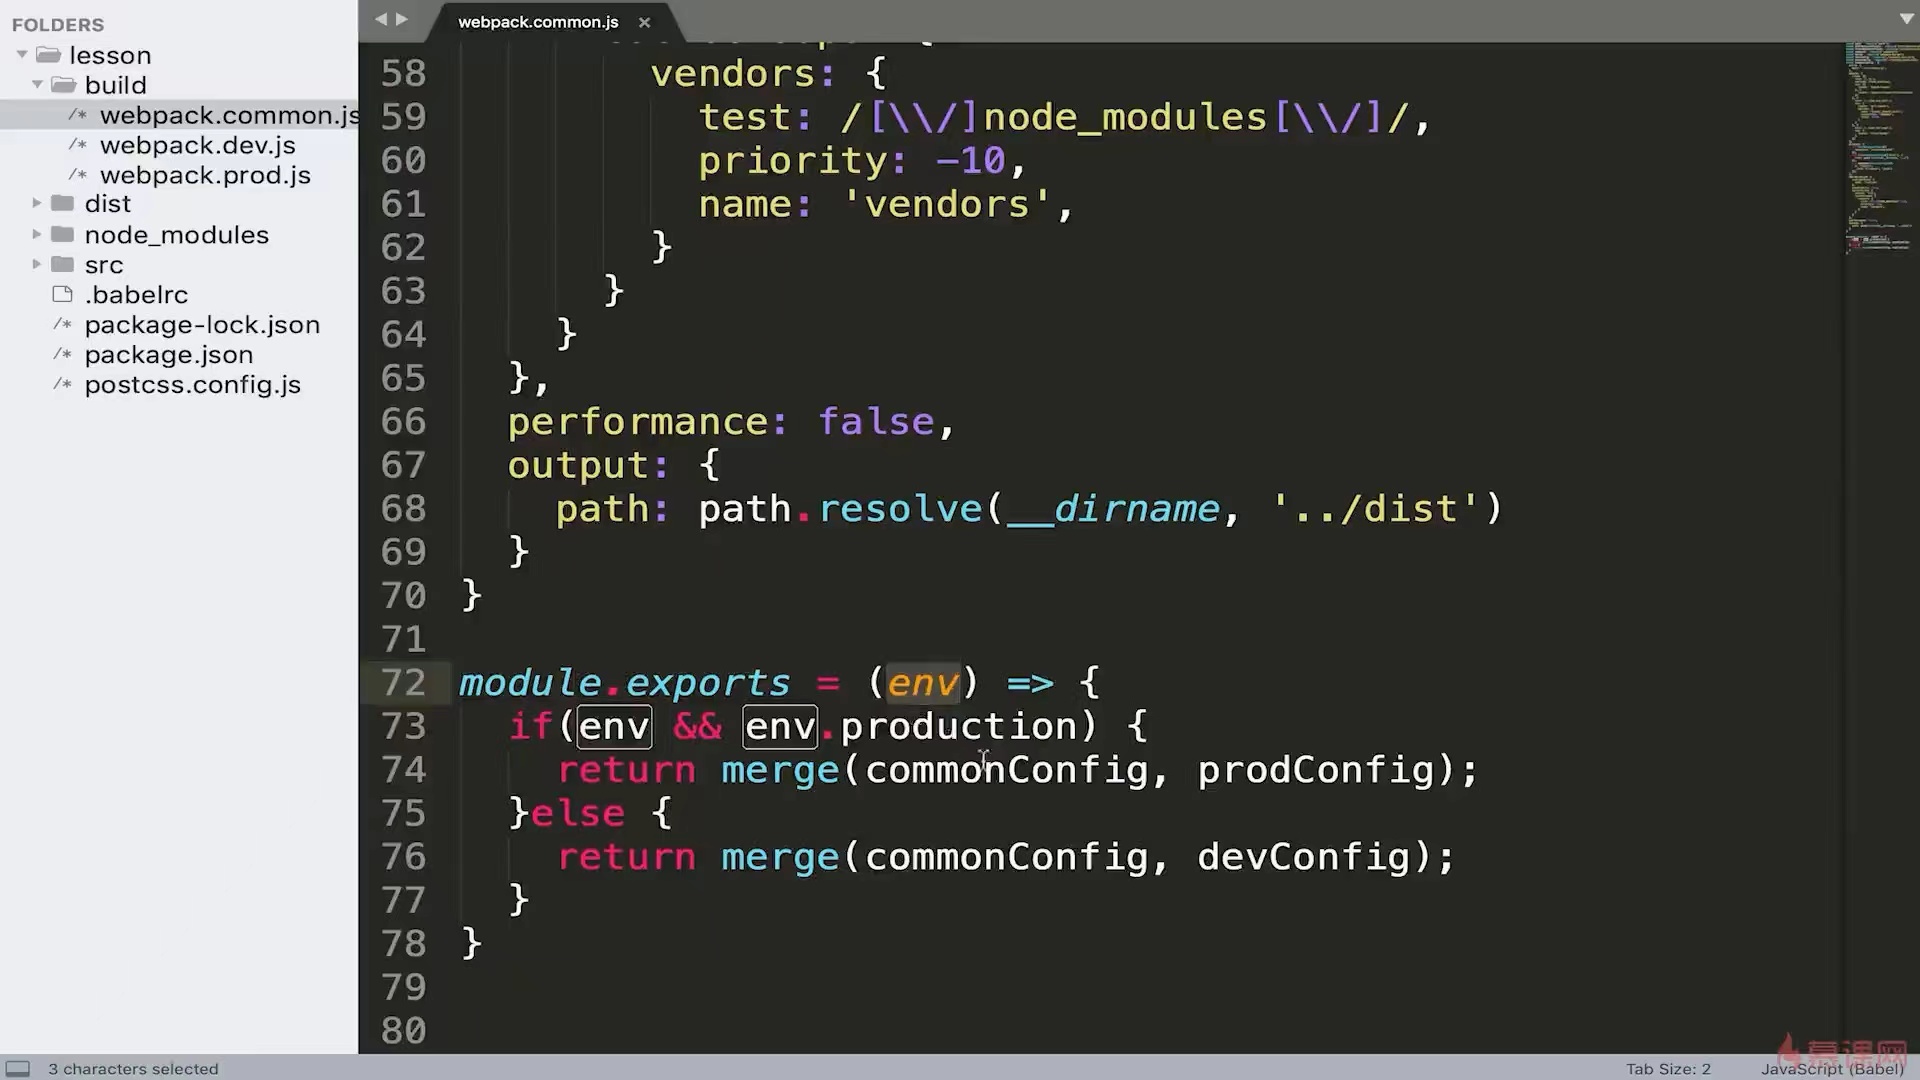 FOLDERS
lesson
build
/* webpack.common.js
/* webpack.dev.js
/* webpack.prod.js
dist
node_modules
src
.babelrc
/* package-lock.json
/* package.json
/* postcss.config.js
webpack.common.js ×
58 vendors: {
59 test: /[\\/]node_modules[\\/]/,
60 priority: -10,
61 name: 'vendors',
62 }
63 }
64 }
65 },
66 performance: false,
67 output: {
68 path: path.resolve(__dirname, '../dist')
69 }
70 }
71
72 module.exports = (env) => {
73 if(env && env.production) {
74 return merge(commonConfig, prodConfig);
75 }else {
76 return merge(commonConfig, devConfig);
77 }
78 }
79
80
3 characters selected
Tab Size: 2
JavaScript (Babel)
慕课网